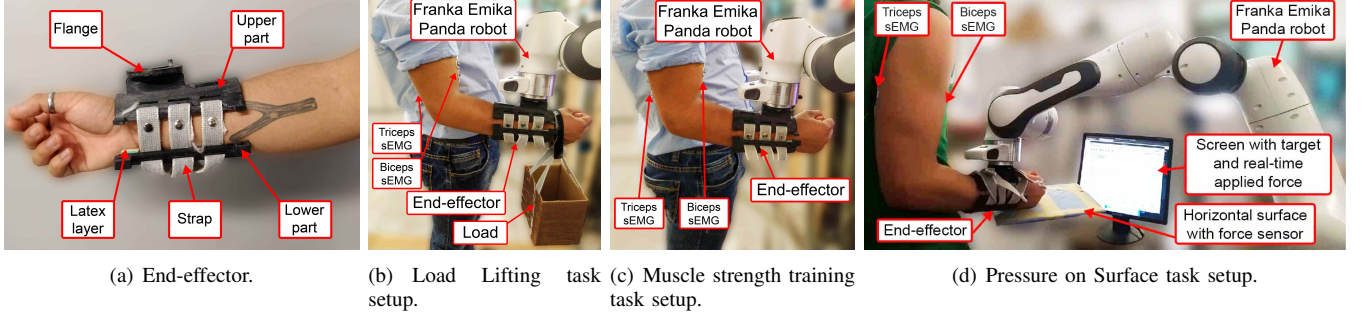 Flange
Upper
part
Latex
layer
Strap
Lower
part
(a) End-effector.
Franka Emika
Panda robot
Triceps
sEMG
Biceps
sEMG
End-effector
Load
(b) Load Lifting task
setup.
Franka Emika
Panda robot
Triceps
sEMG
Biceps
sEMG
End-effector
(c) Muscle strength training
task setup.
Triceps
sEMG
Biceps
sEMG
Franka Emika
Panda robot
Screen with target
and real-time
applied force
End-effector
Horizontal surface
with force sensor
(d) Pressure on Surface task setup.